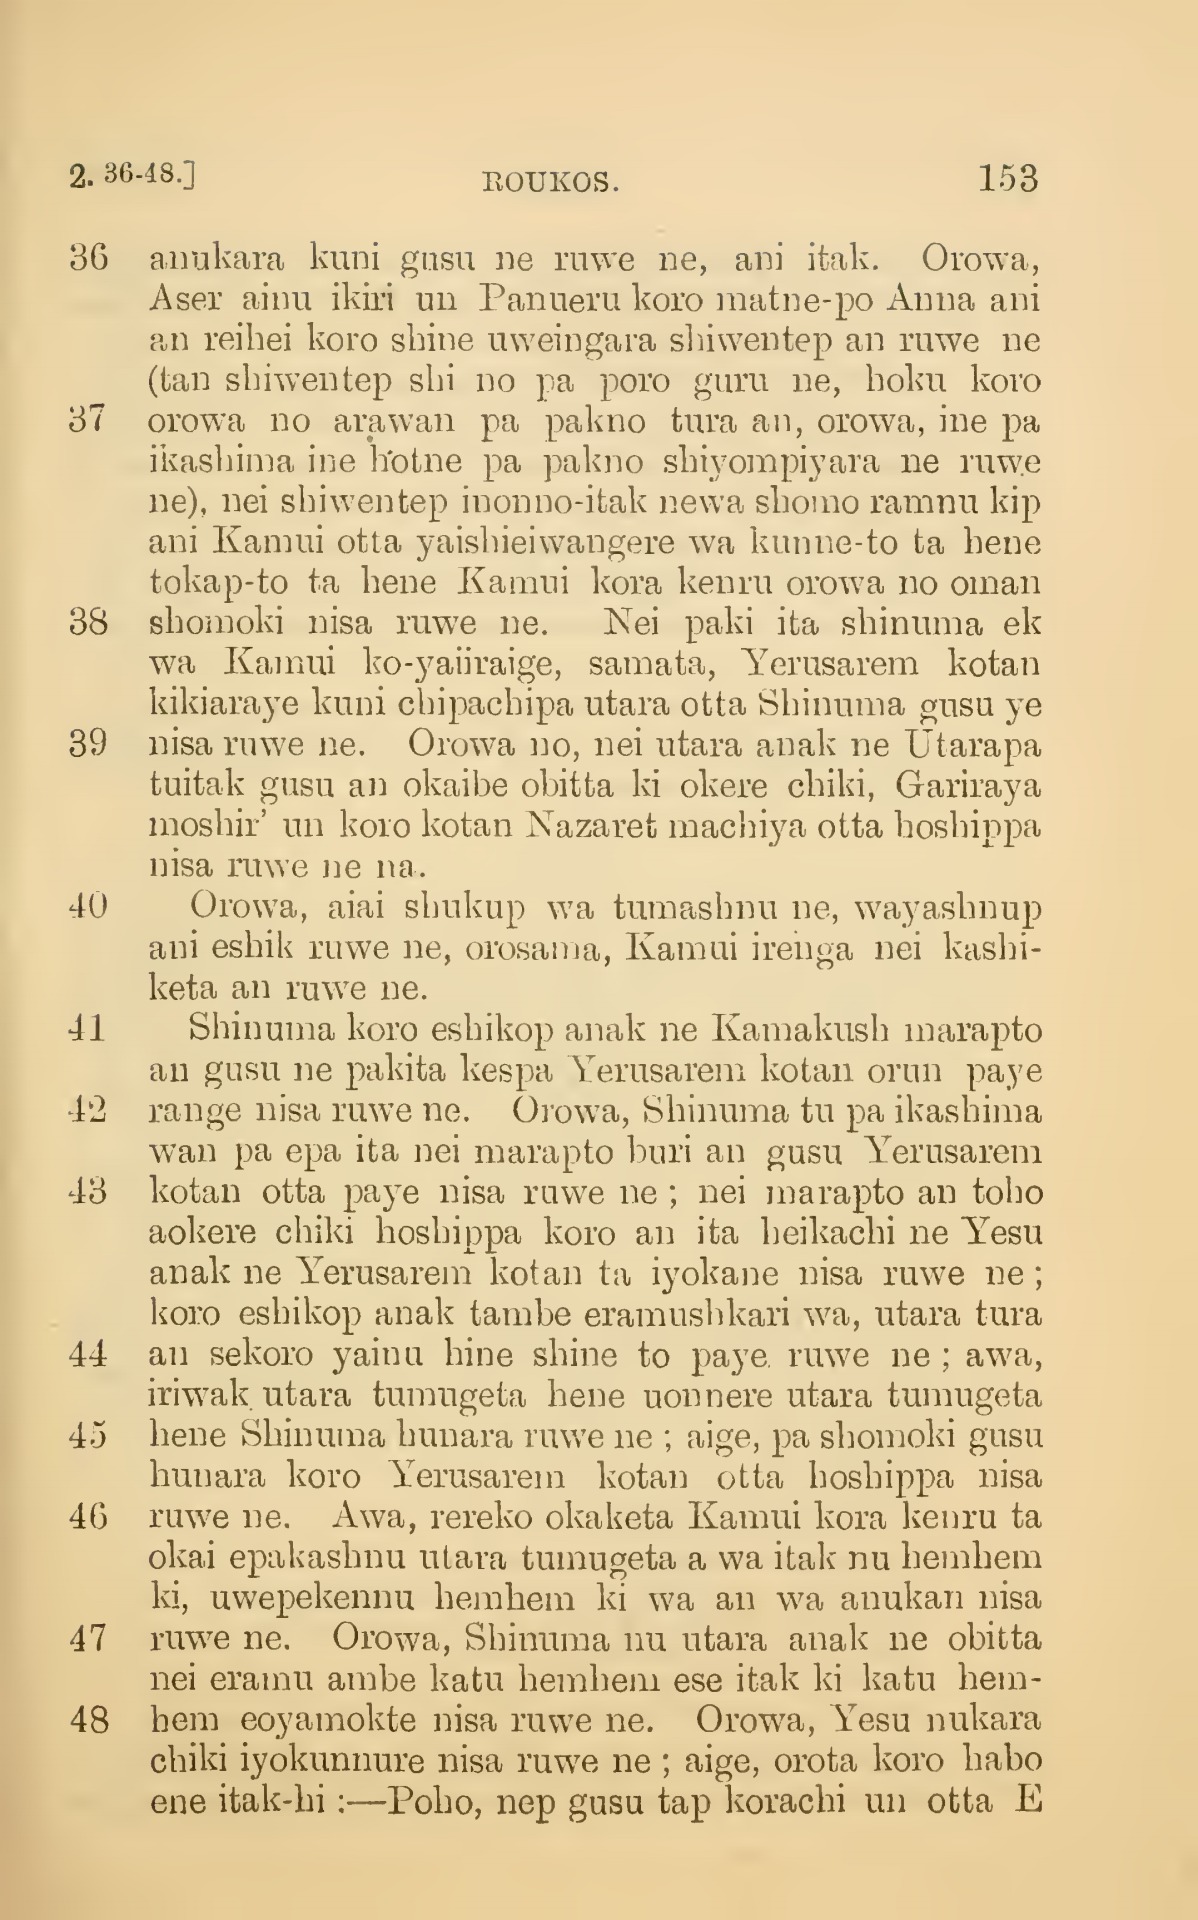 2. 36-48.] ROUKOS. 153
36 anukara kuni gusu ne ruwe ne, ani itak. Orowa,
Aser ainu ikiri un Panueru koro matne-po Anna ani
an reihei koro shine uweingara shiwentep an ruwe ne
(tan shiwentep shi no pa poro guru ne, hoku koro
37 orowa no arawan pa pakno tura an, orowa, ine pa
ikashima ine hotne pa pakno shiyompiyara ne ruwe
ne), nei shiwentep inonno-itak newa shomo ramnu kip
ani Kamui otta yaishieiwangere wa kunne-to ta hene
tokap-to ta hene Kamui kora kenru orowa no oman
38 shomoki nisa ruwe ne. Nei paki ita shinuma ek
wa Kamui ko-yaiiraige, samata, Yerusarem kotan
kikiaraye kuni chipachipa utara otta Shinuma gusu ye
39 nisa ruwe ne. Orowa no, nei utara anak ne Utarapa
tuitak gusu an okaibe obitta ki okere chiki, Gariraya
moshir' un koro kotan Nazaret machiya otta hoshippa
nisa ruwe ne na.
40 Orowa, aiai shukup wa tumashnu ne, wayashnup
ani eshik ruwe ne, orosama, Kamui irenga nei kashi-
keta an ruwe ne.
41 Shinuma koro eshikop anak ne Kamakush marapto
an gusu ne pakita kespa Yerusarem kotan orun paye
42 range nisa ruwe ne. Orowa, Shinuma tu pa ikashima
wan pa epa ita nei marapto buri an gusu Yerusarem
43 kotan otta paye nisa ruwe ne ; nei marapto an toho
aokere chiki hoshippa koro an ita heikachi ne Yesu
anak ne Yerusarem kotan ta iyokane nisa ruwe ne ;
koro eshikop anak tambe eramushkari wa, utara tura
44 an sekoro yainu hine shine to paye ruwe ne ; awa,
iriwak utara tumugeta hene uonnere utara tumugeta
45 hene Shinuma hunara ruwe ne ; aige, pa shomoki gusu
hunara koro Yerusarem kotan otta hoshippa nisa
46 ruwe ne. Awa, rereko okaketa Kamui kora kenru ta
okai epakashnu utara tumugeta a wa itak nu hemhem
ki, uwepekennu hemhem ki wa an wa anukan nisa
47 ruwe ne. Orowa, Shinuma nu utara anak ne obitta
nei eramu ambe katu hemhem ese itak ki katu hem-
48 hem eoyamokte nisa ruwe ne. Orowa, Yesu nukara
chiki iyokunnure nisa ruwe ne ; aige, orota koro habo
ene itak-hi :—Poho, nep gusu tap korachi un otta E